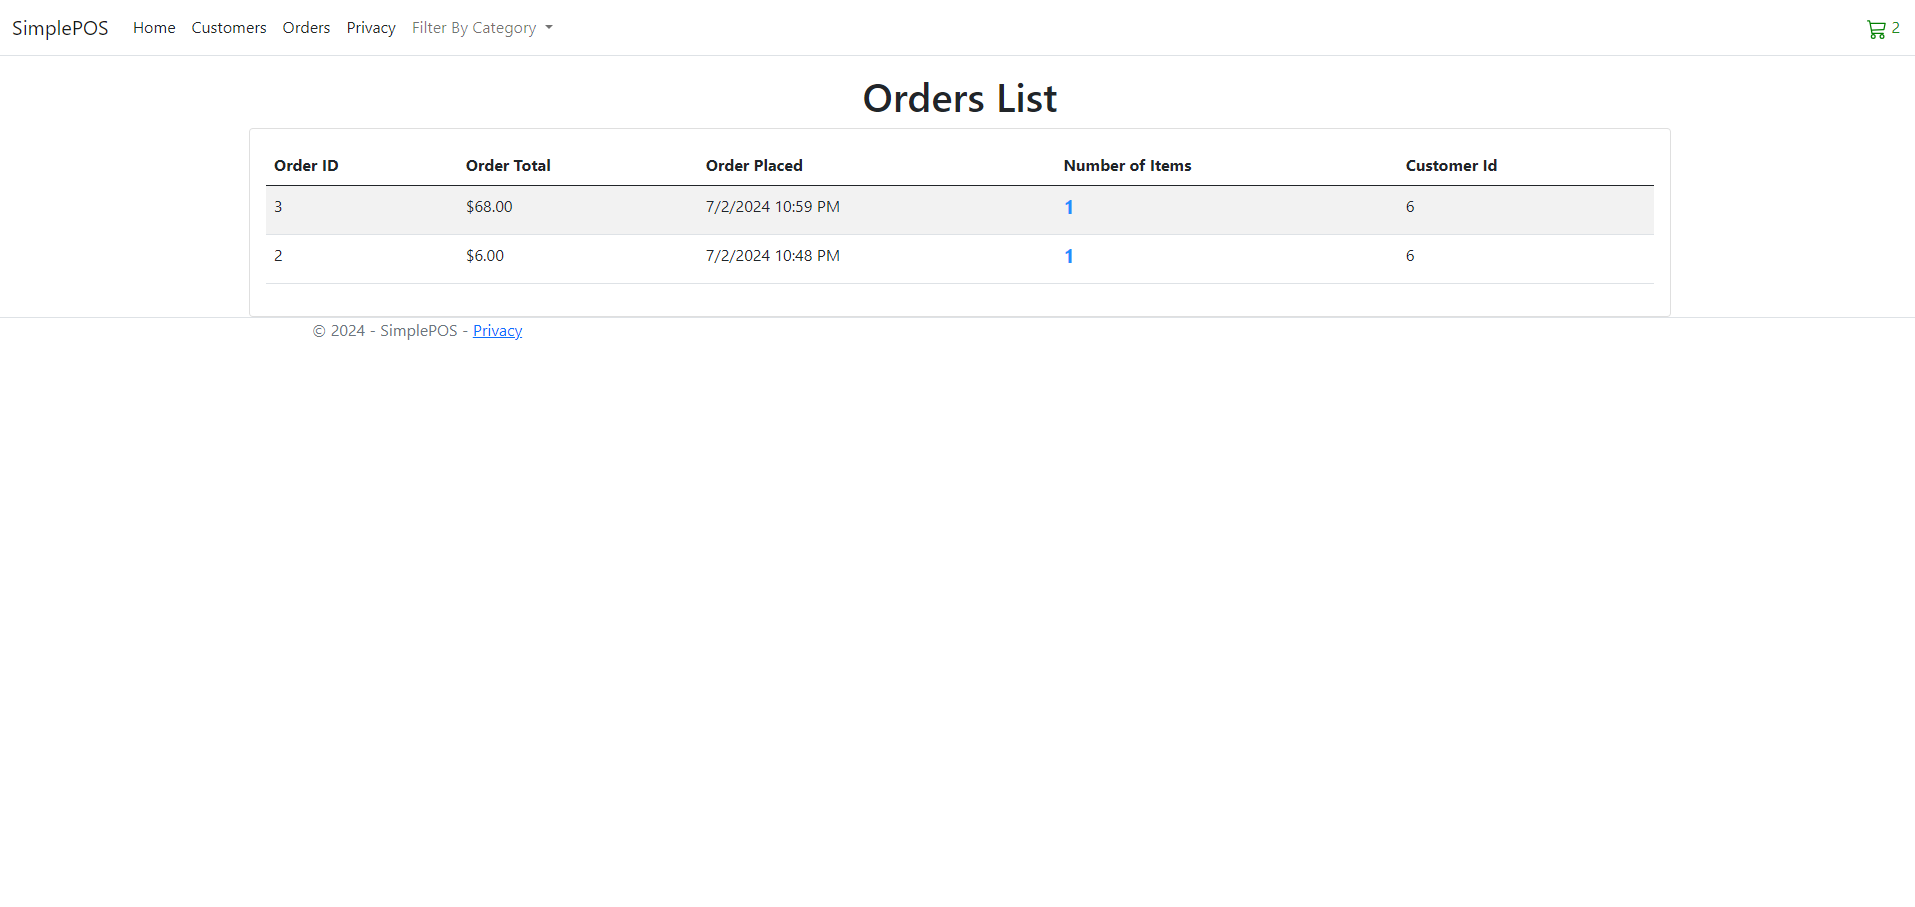 SimplePOS Home Customers Orders Privacy Filter By Category 2
Orders List
Order ID Order Total Order Placed Number of Items Customer Id
3 $68.00 7/2/2024 10:59 PM 1 6
2 $6.00 7/2/2024 10:48 PM 1 6
© 2024 - SimplePOS - Privacy